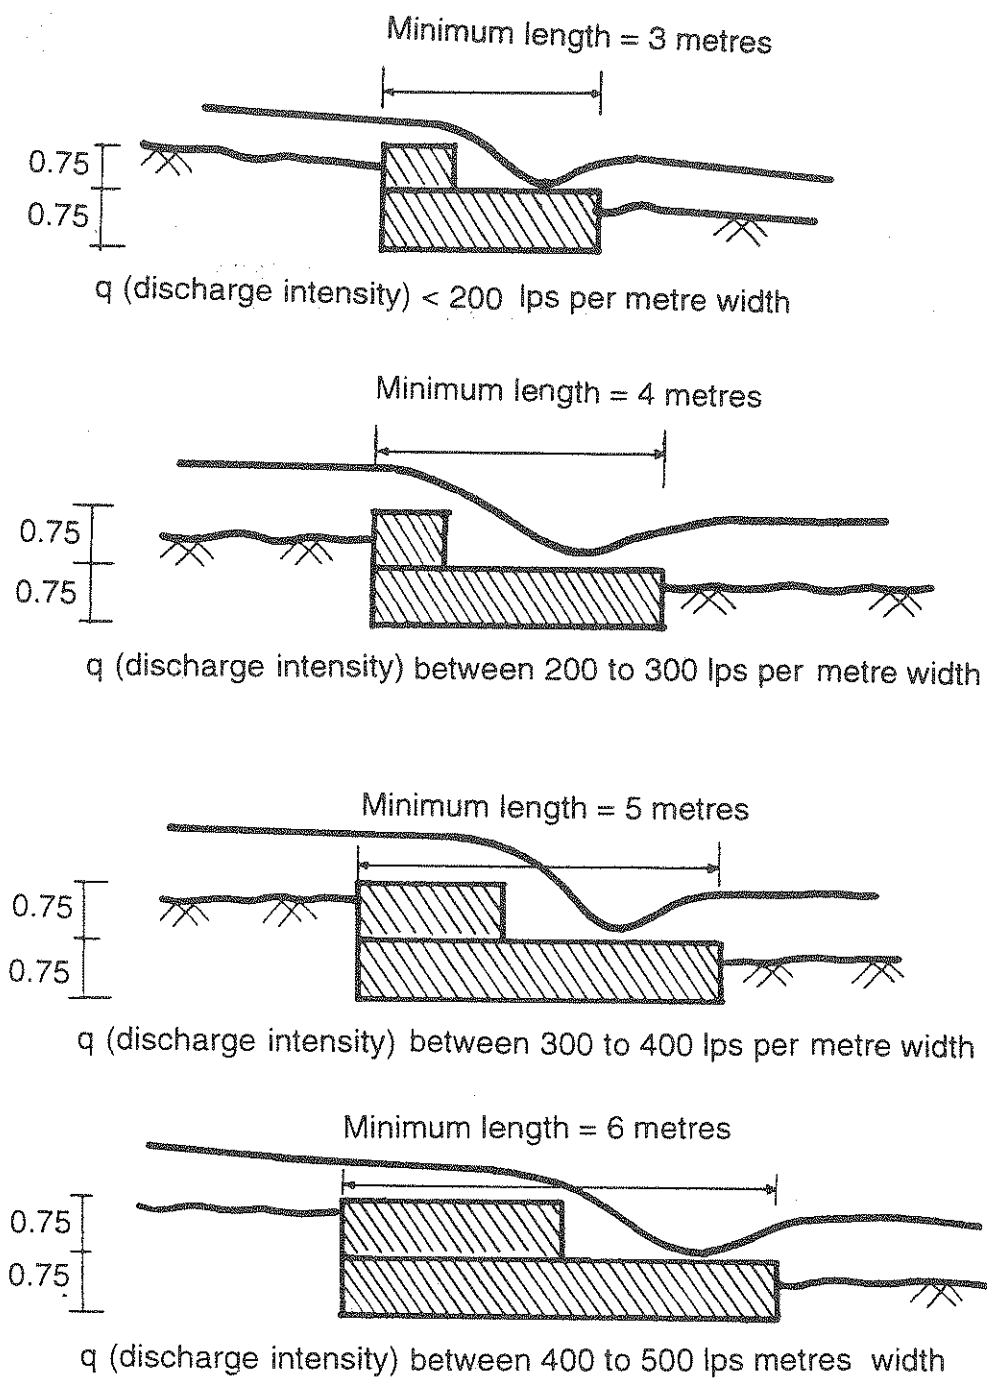 Minimum length = 3 metres
0.75
0.75
q (discharge intensity) < 200 lps per metre width
Minimum length = 4 metres
0.75
0.75
q (discharge intensity) between 200 to 300 lps per metre width
Minimum length = 5 metres
0.75
0.75
q (discharge intensity) between 300 to 400 lps per metre width
Minimum length = 6 metres
0.75
0.75
q (discharge intensity) between 400 to 500 lps metres width